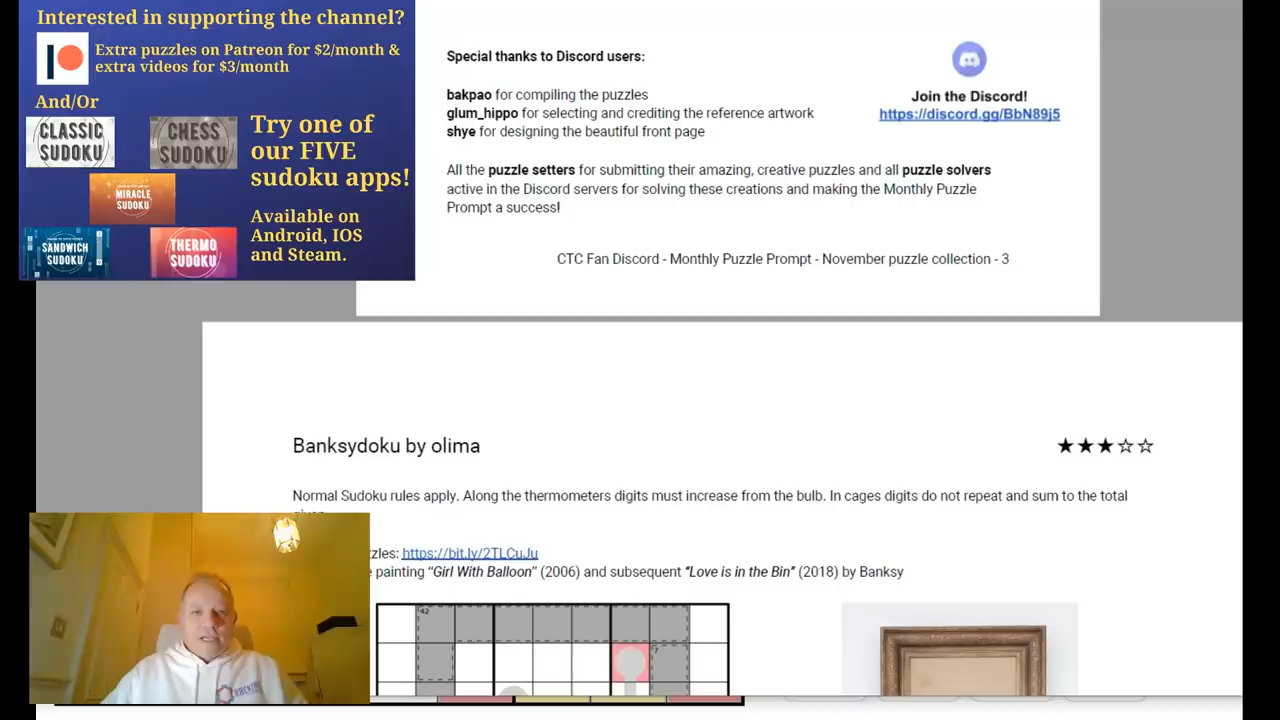 Interested in supporting the channel?
Extra puzzles on Patreon for $2/month &
extra videos for $3/month
And/Or
CLASSIC
SUDOKU
CHESS
SUDOKU
MIRACLE
SUDOKU
SANDWICH
SUDOKU
THERMO
SUDOKU
Try one of
our FIVE
sudoku apps!
Available on
Android, IOS
and Steam.
Special thanks to Discord users:
bakpao for compiling the puzzles
glum_hippo for selecting and crediting the reference artwork
shye for designing the beautiful front page
Join the Discord!
https://discord.gg/BbN89j5
All the puzzle setters for submitting their amazing, creative puzzles and all puzzle solvers
active in the Discord servers for solving these creations and making the Monthly Puzzle
Prompt a success!
CTC Fan Discord - Monthly Puzzle Prompt - November puzzle collection - 3
Banksydoku by olima
★★★☆☆
Normal Sudoku rules apply. Along the thermometers digits must increase from the bulb. In cages digits do not repeat and sum to the total
zles: https://bit.ly/2TLCuJu
painting "Girl With Balloon" (2006) and subsequent "Love is in the Bin" (2018) by Banksy
42
7